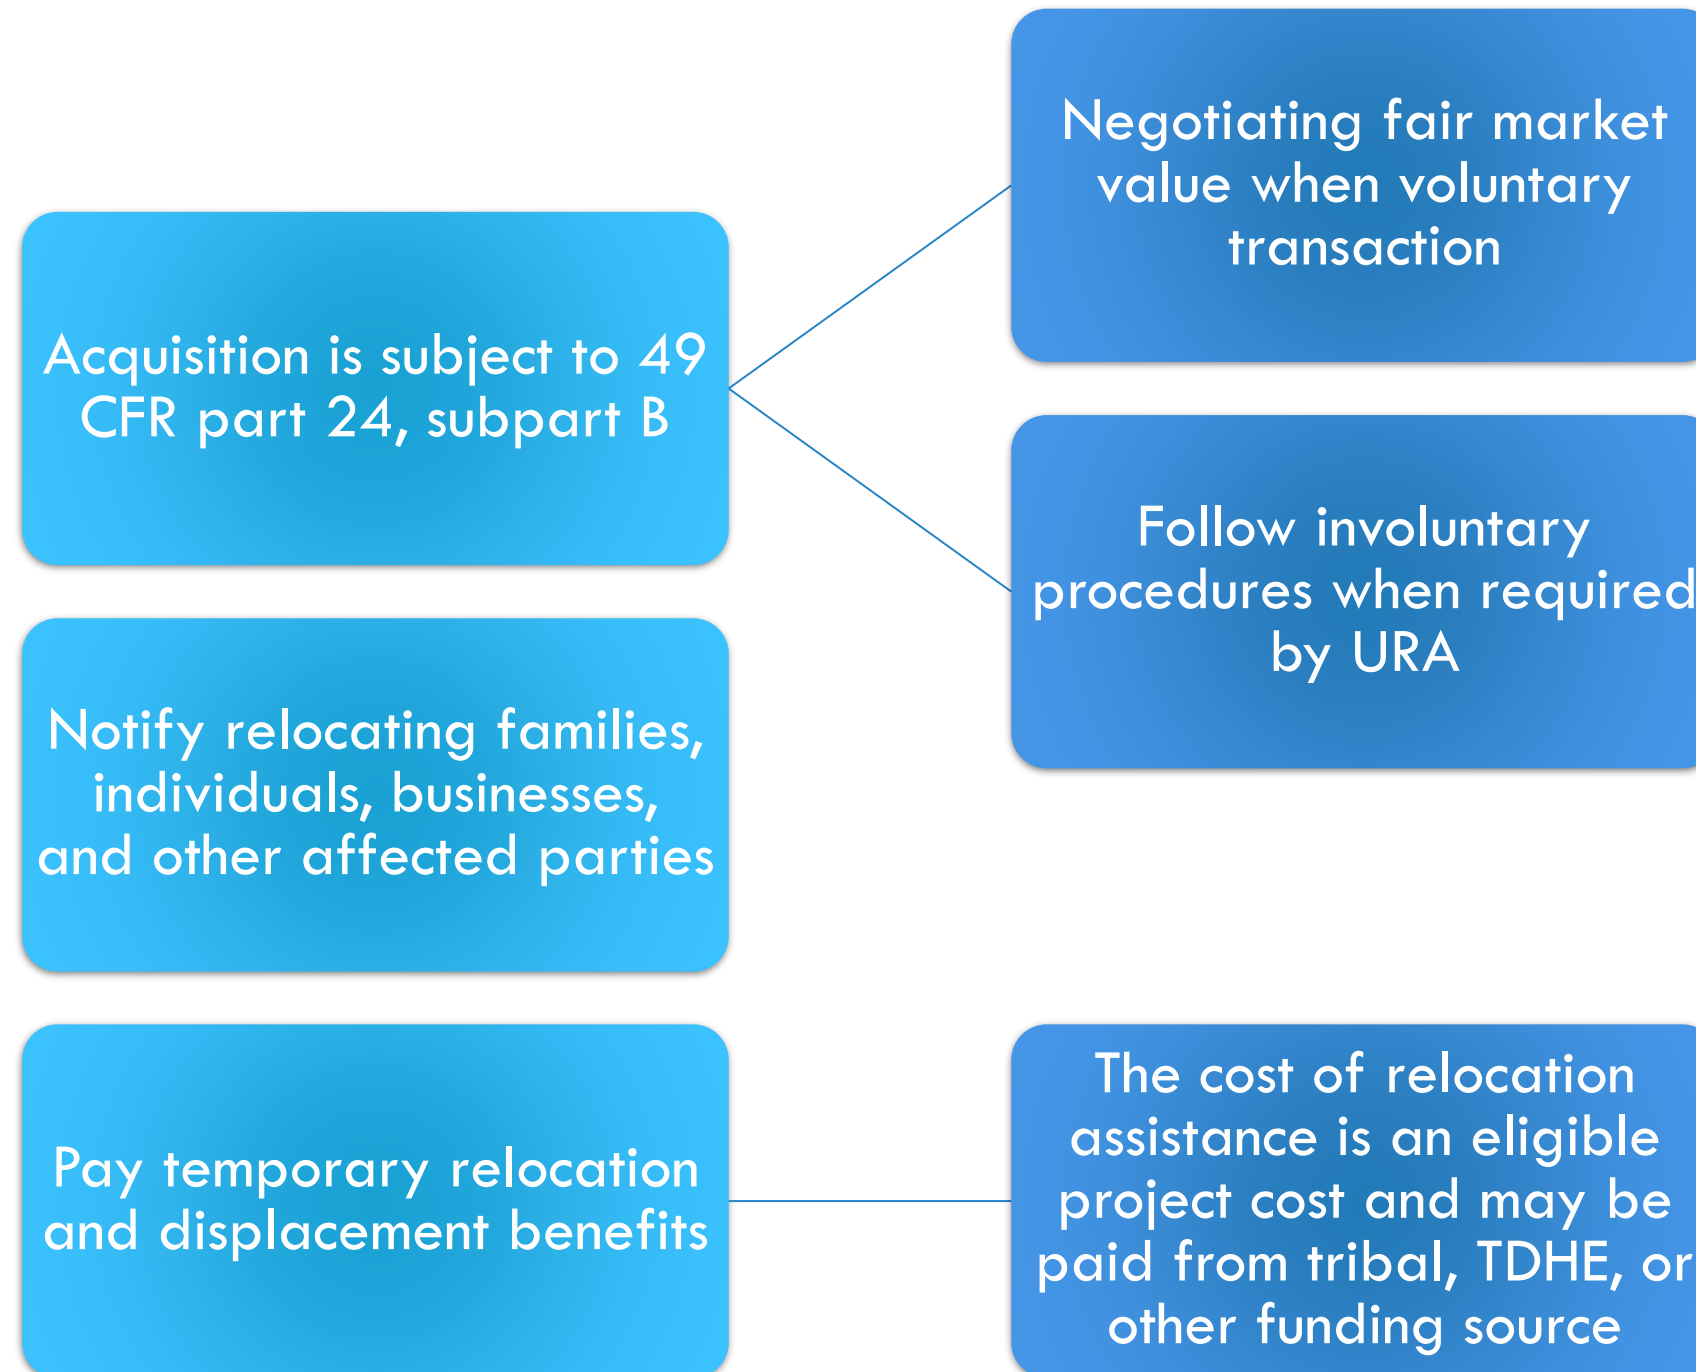 Acquisition is subject to 49
CFR part 24, subpart B
Negotiating fair market
value when voluntary
transaction
Follow involuntary
procedures when required
by URA
Notify relocating families,
individuals, businesses,
and other affected parties
Pay temporary relocation
and displacement benefits
The cost of relocation
assistance is an eligible
project cost and may be
paid from tribal, TDHE, or
other funding source